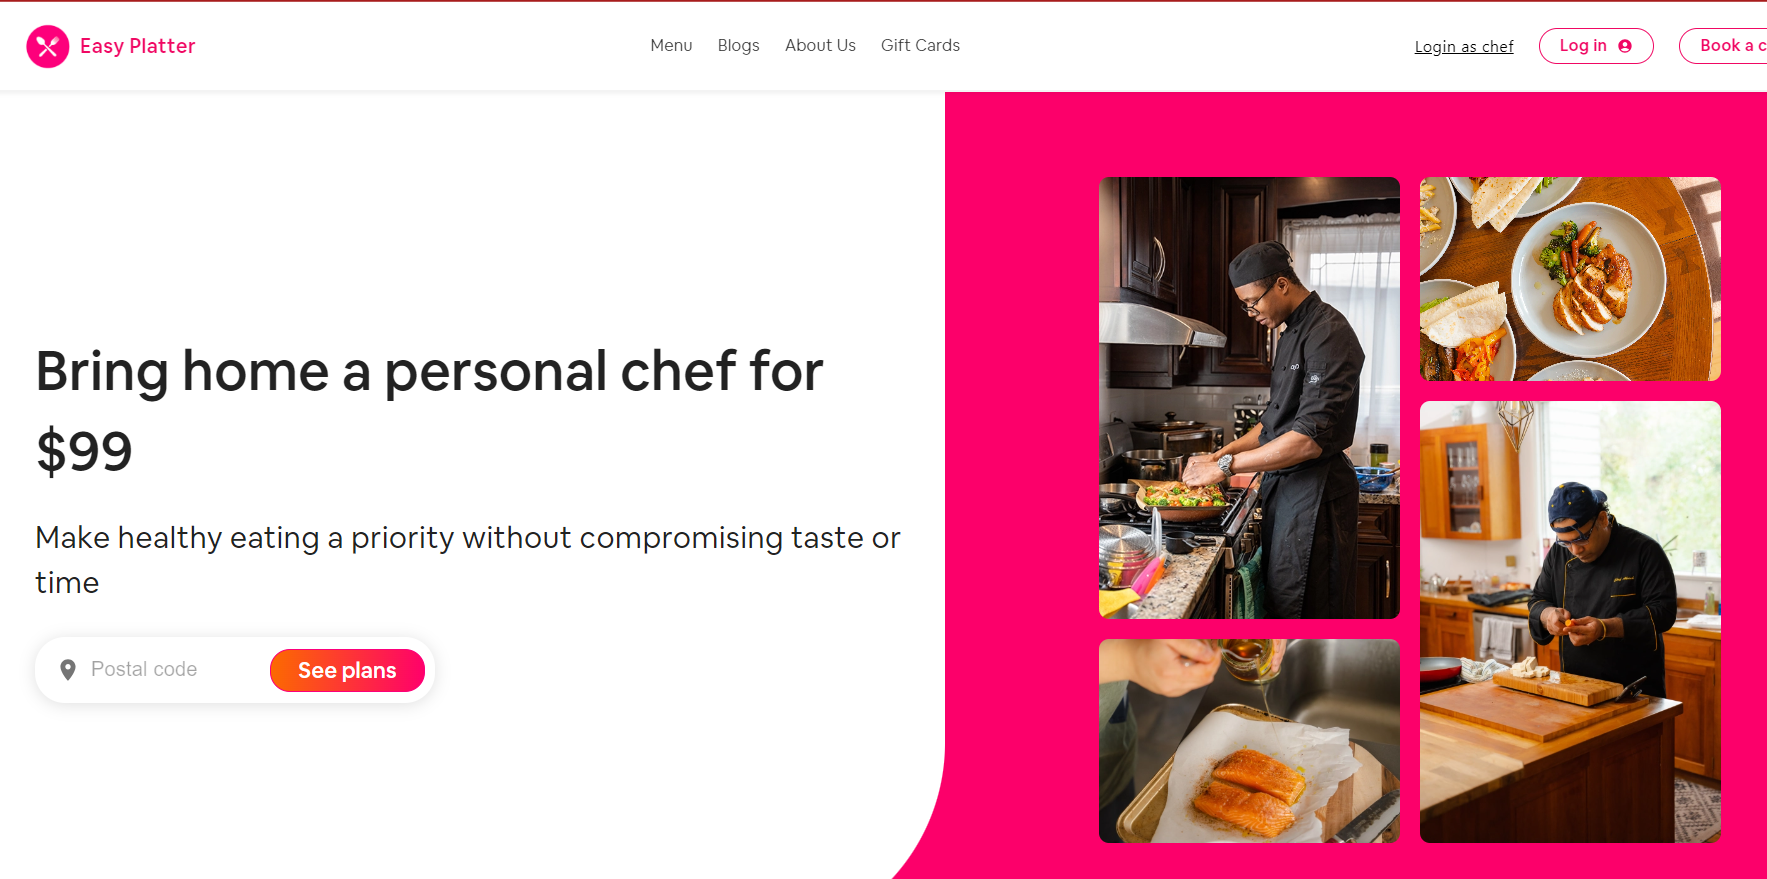 Easy Platter
Menu
Blogs
About Us
Gift Cards
Login as chef
Log in
Book a c
Bring home a personal chef for
$99
Make healthy eating a priority without compromising taste or
time
Postal code
See plans